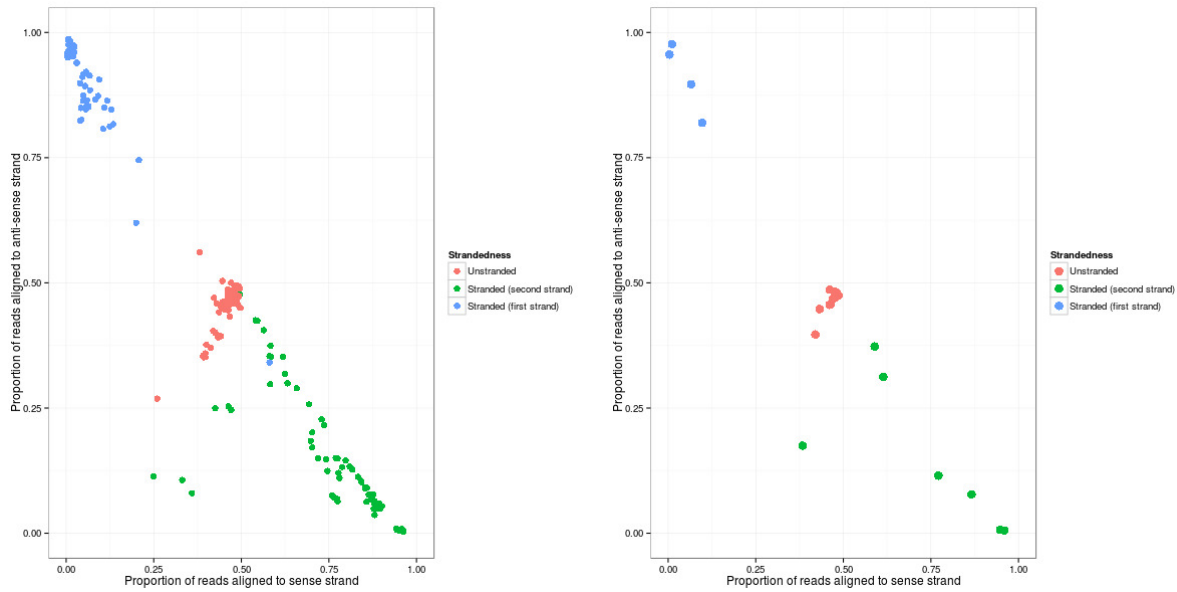 Proportion of reads aligned to anti-sense strand
1.00
0.75
0.50
0.25
0.00
0.00 0.25 0.50 0.75 1.00
Proportion of reads aligned to sense strand
Strandedness
Unstranded
Stranded (second strand)
Stranded (first strand)
Proportion of reads aligned to anti-sense strand
1.00
0.75
0.50
0.25
0.00
0.00 0.25 0.50 0.75 1.00
Proportion of reads aligned to sense strand
Strandedness
Unstranded
Stranded (second strand)
Stranded (first strand)